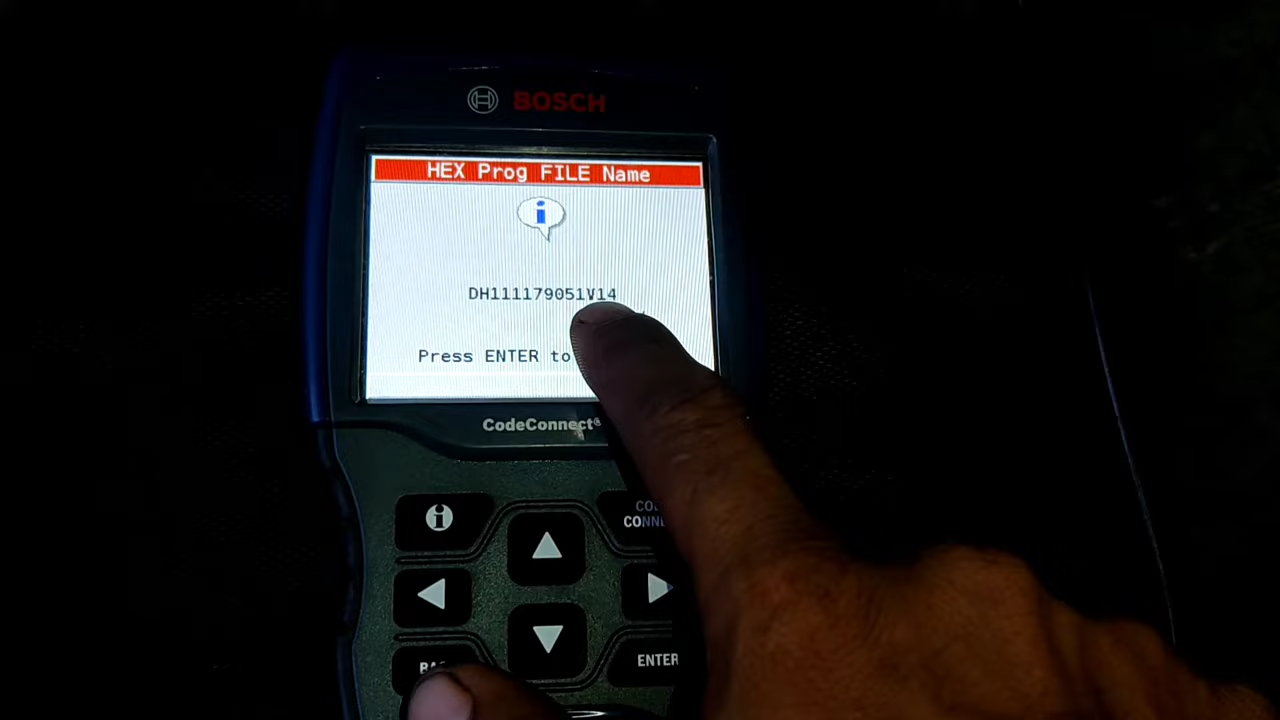 BOSCH
HEX Prog FILE Name
DH111179051V14
Press ENTER to
CodeConnect®
ENTER